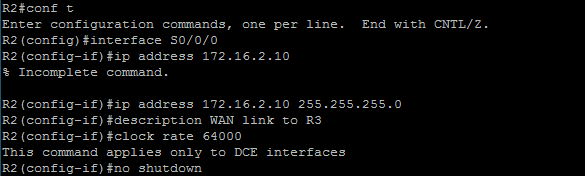 R2#conf t
Enter configuration commands, one per line.  End with CNTL/Z.
R2(config)#interface S0/0/0
R2(config-if)#ip address 172.16.2.10
% Incomplete command.
R2(config-if)#ip address 172.16.2.10 255.255.255.0
R2(config-if)#description WAN link to R3
R2(config-if)#clock rate 64000
This command applies only to DCE interfaces
R2(config-if)#no shutdown